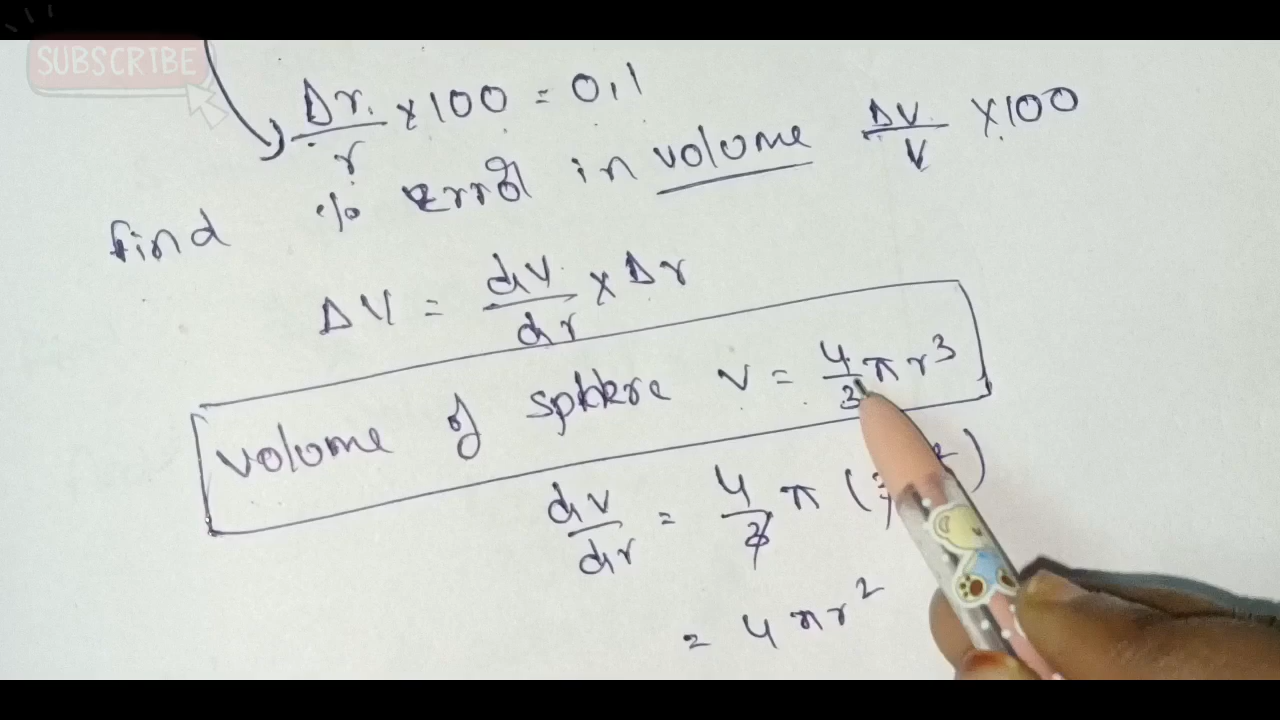 SUBSCRIBE
Δr/r × 100 = 0.1
find % error in volume ΔV/V × 100
ΔV = dv/dr × Δr
volume of sphere V = 4/3 π r³
dv/dr = 4/3 π (3r²)
= 4πr²